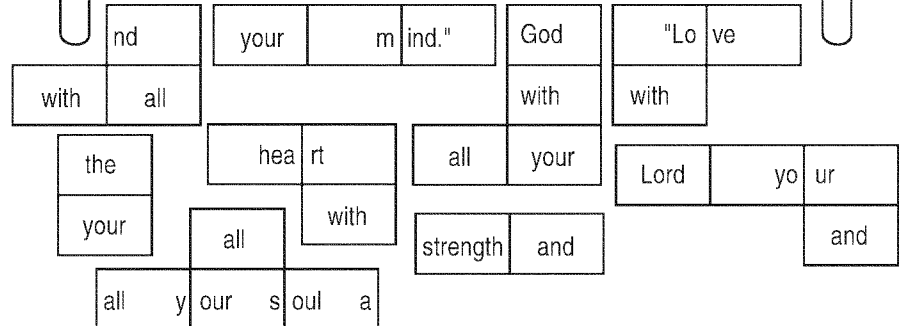 nd your m ind." God "Lo ve
with all with with
the hea rt all your Lord yo ur
your with and
all strength and
all y our s oul a